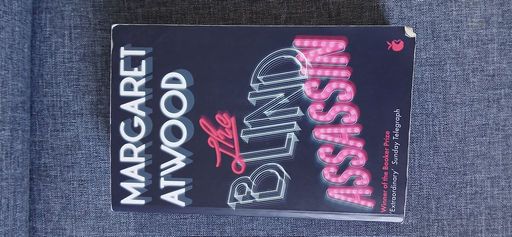 MARGARET
ATWOOD
The
BLIND
ASSASSIN
Winner of the Booker Prize
'Extraordinary' Sunday Telegraph